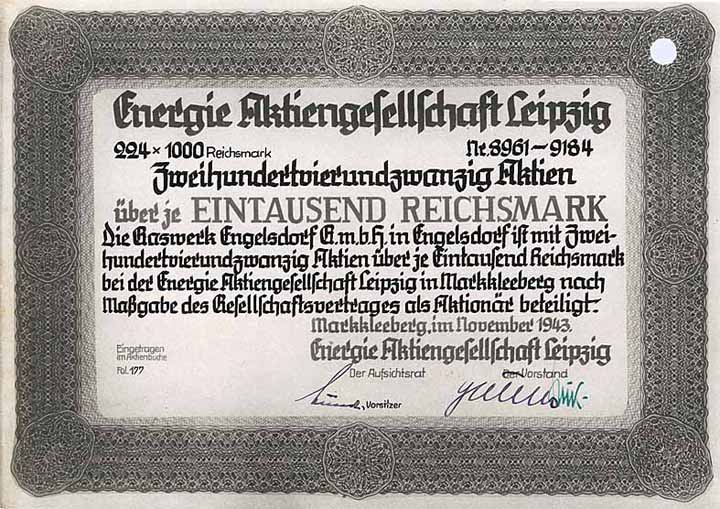 Energie Aktiengesellschaft Leipzig
224 × 1000 Reichsmark Nr. 8961 – 9184
Zweihundertvierundzwanzig Aktien
über je EINTAUSEND REICHSMARK
Die Gaswerk Engelsdorf G.m.b.H. in Engelsdorf ist mit Zwei-
hundertvierundzwanzig Aktien über je Eintausend Reichsmark
bei der Energie Aktiengesellschaft Leipzig in Markkleeberg nach
Maßgabe des Gesellschaftsvertrages als Aktionär beteiligt.
Markkleeberg, im November 1943.
Energie Aktiengesellschaft Leipzig
Eingetragen
im Aktienbuche
Fol. 177
Der Aufsichtsrat Der Vorstand
, Vorsitzer